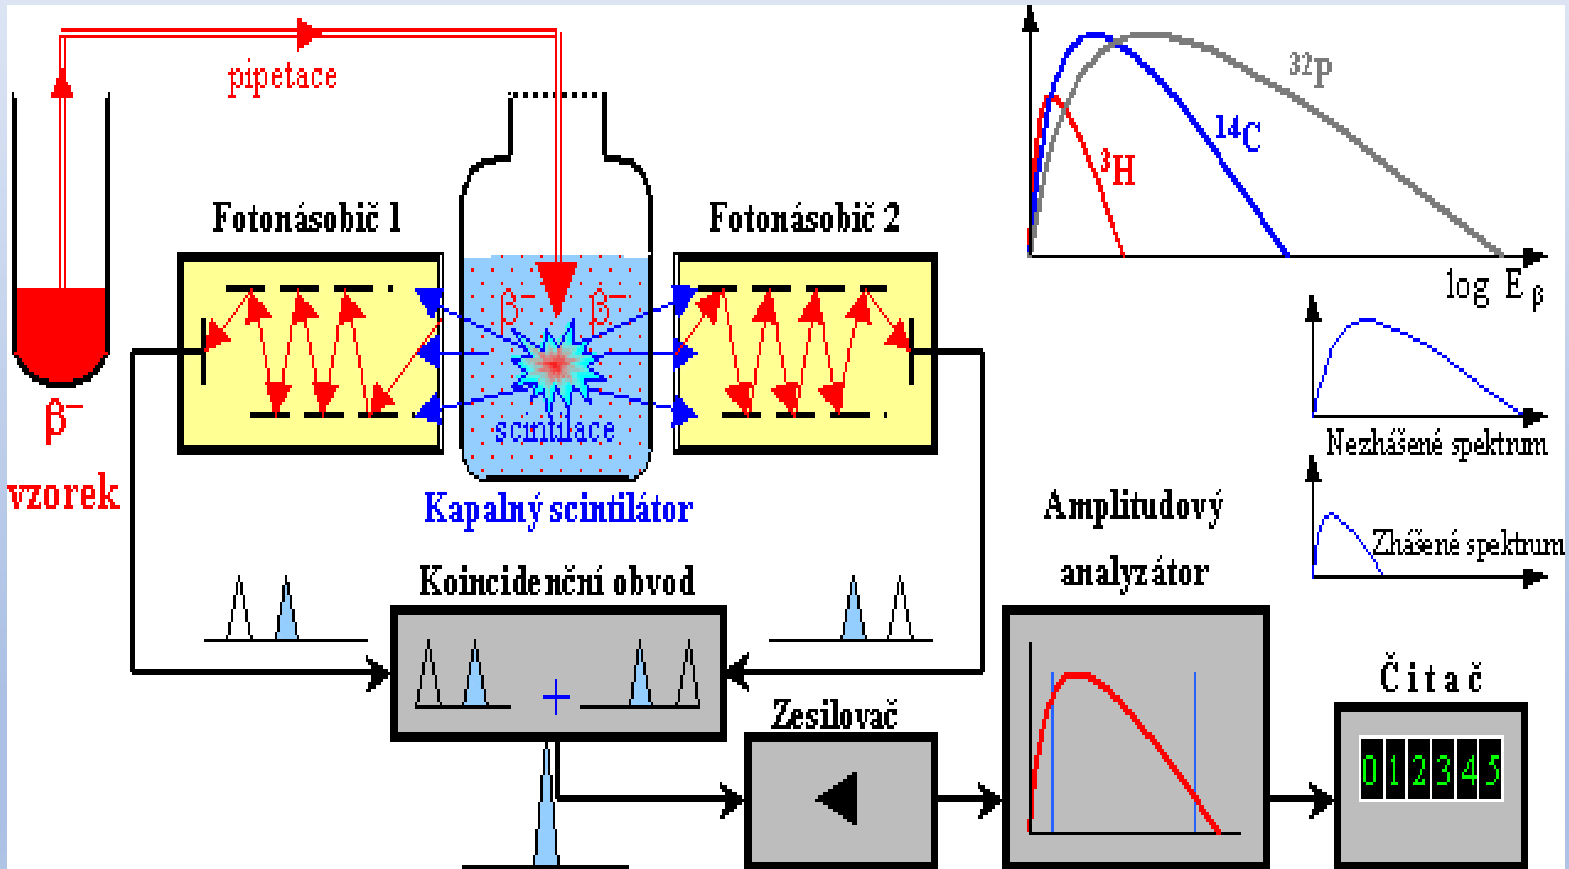 pipetace
β⁻
vzorek
Fotonásobič 1
Fotonásobič 2
β⁻ β⁻
scintilace
Kapalný scintilátor
³H
¹⁴C
³²P
log E β
Nezhášené spektrum
Zhášené spektrum
Koincidenční obvod
+
Zesilovač
Amplitudový
analyzátor
Čitač
012345